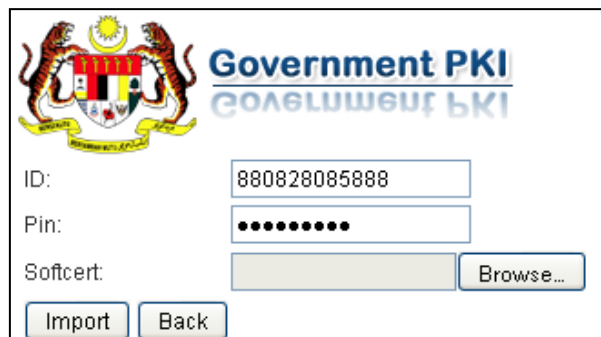 Government PKI
ID: 880828085888
Pin: •••••••••
Softcert: Browse...
Import Back